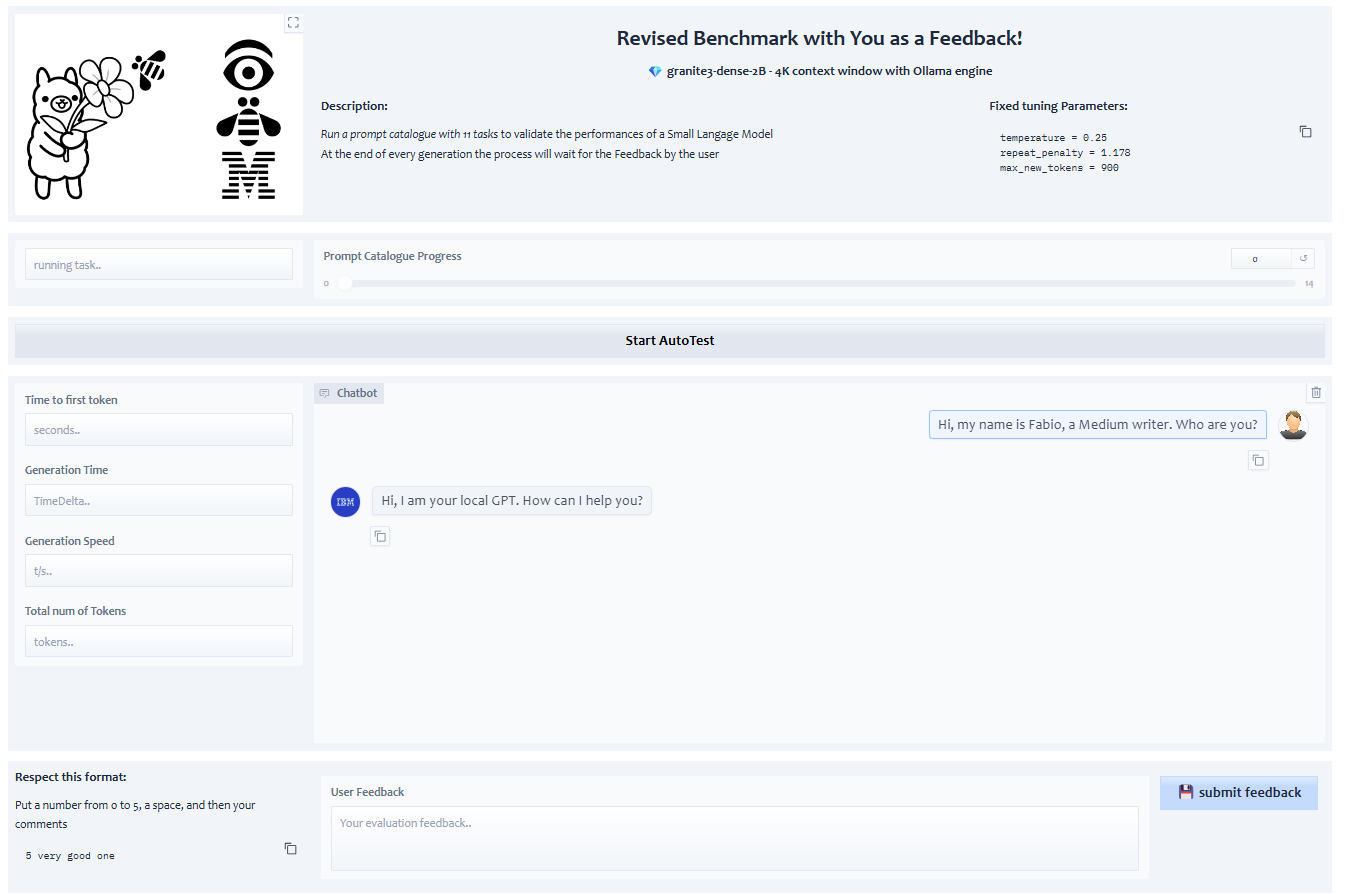 Revised Benchmark with You as a Feedback!
💎 granite3-dense-2B - 4K context window with Ollama engine
Description:
Run a prompt catalogue with 11 tasks to validate the performances of a Small Langage Model
At the end of every generation the process will wait for the Feedback by the user
Fixed tuning Parameters:
temperature = 0.25
repeat_penalty = 1.178
max_new_tokens = 900
M
running task..
Prompt Catalogue Progress
0
0
14
Start AutoTest
Time to first token
seconds..
Generation Time
TimeDelta..
Generation Speed
t/s..
Total num of Tokens
tokens..
Chatbot
Hi, my name is Fabio, a Medium writer. Who are you?
IBM
Hi, I am your local GPT. How can I help you?
Respect this format:
Put a number from 0 to 5, a space, and then your
comments
5 very good one
User Feedback
Your evaluation feedback..
💾 submit feedback